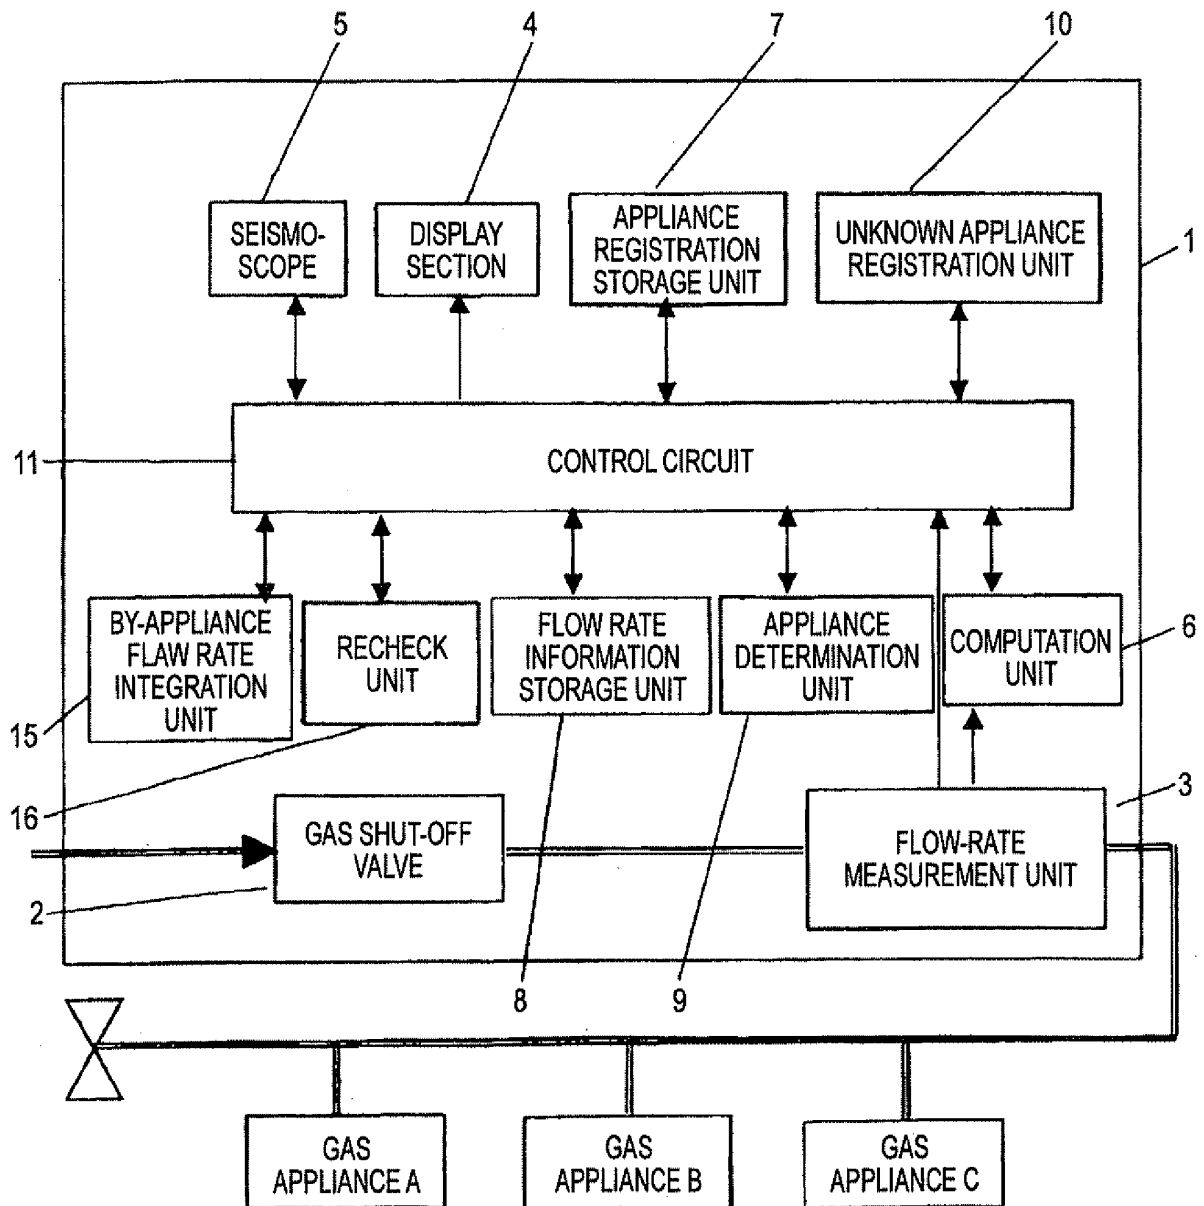 5
4
7
10
SEISMO-
SCOPE
DISPLAY
SECTION
APPLIANCE
REGISTRATION
STORAGE UNIT
UNKNOWN APPLIANCE
REGISTRATION UNIT
1
11
CONTROL CIRCUIT
BY-APPLIANCE
FLAW RATE
INTEGRATION
UNIT
RECHECK
UNIT
FLOW RATE
INFORMATION
STORAGE UNIT
APPLIANCE
DETERMINATION
UNIT
COMPUTATION
UNIT
6
15
16
GAS SHUT-OFF
VALVE
FLOW-RATE
MEASUREMENT UNIT
3
2
8
9
GAS
APPLIANCE A
GAS
APPLIANCE B
GAS
APPLIANCE C